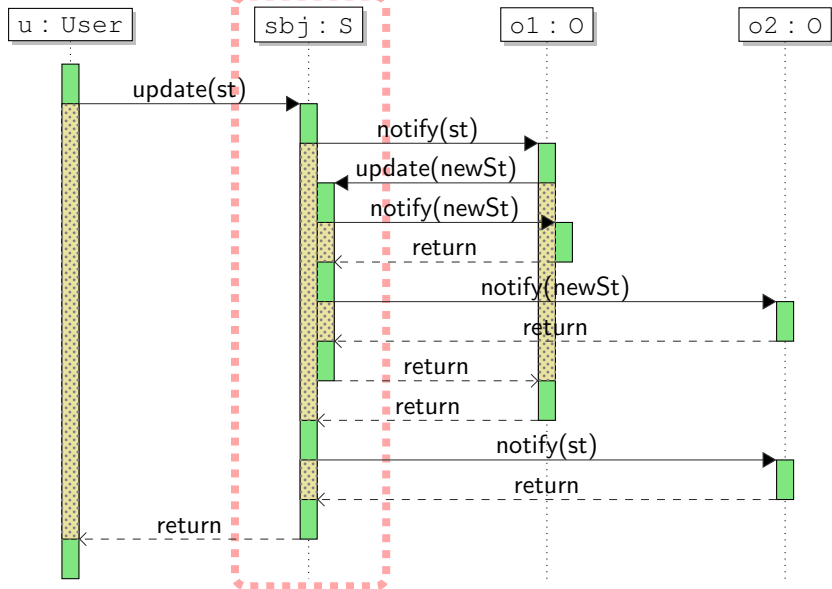 u : User
sbj : S
o1 : O
o2 : O
update(st)
notify(st)
update(newSt)
notify(newSt)
return
notify(newSt)
return
return
return
notify(st)
return
return